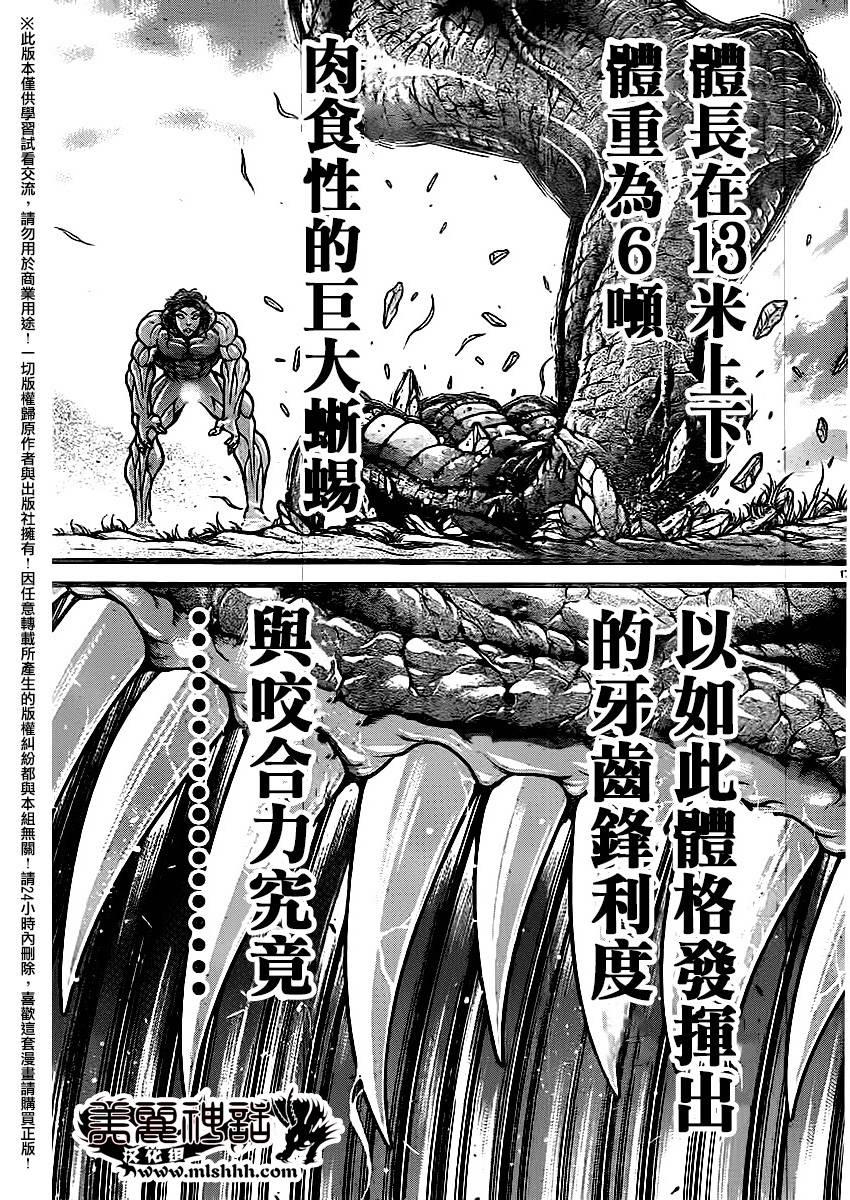 體長在13米上下
體重為6噸
肉食性的巨大蜥蜴
以如此體格發揮出
的牙齒鋒利度
與咬合力究竟
………………
※此版本僅供學習試看交流，請勿用於商業用途！一切版權歸原作者與出版社擁有！因任意轉載所產生的版權糾紛都與本組無關！請24小時內刪除，喜歡這套漫畫請購買正版！
美麗神話
汉化组
www.mlshhh.com